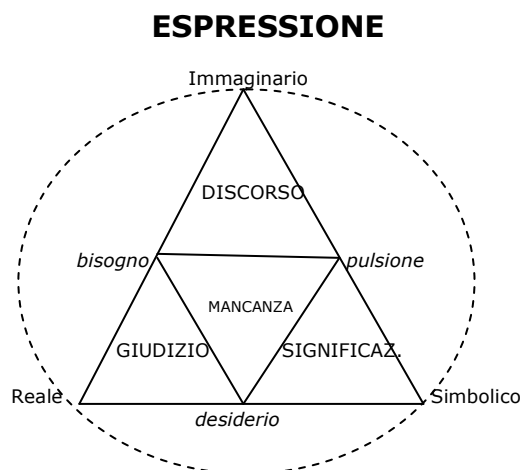 ESPRESSIONE
Immaginario
DISCORSO
bisogno
pulsione
MANCANZA
GIUDIZIO
SIGNIFICAZ.
Reale
Simbolico
desiderio